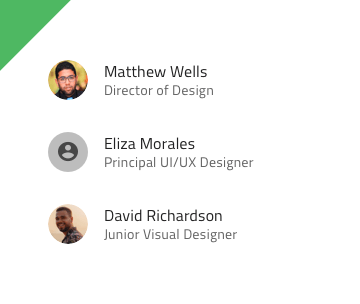 Matthew Wells
Director of Design
Eliza Morales
Principal UI/UX Designer
David Richardson
Junior Visual Designer